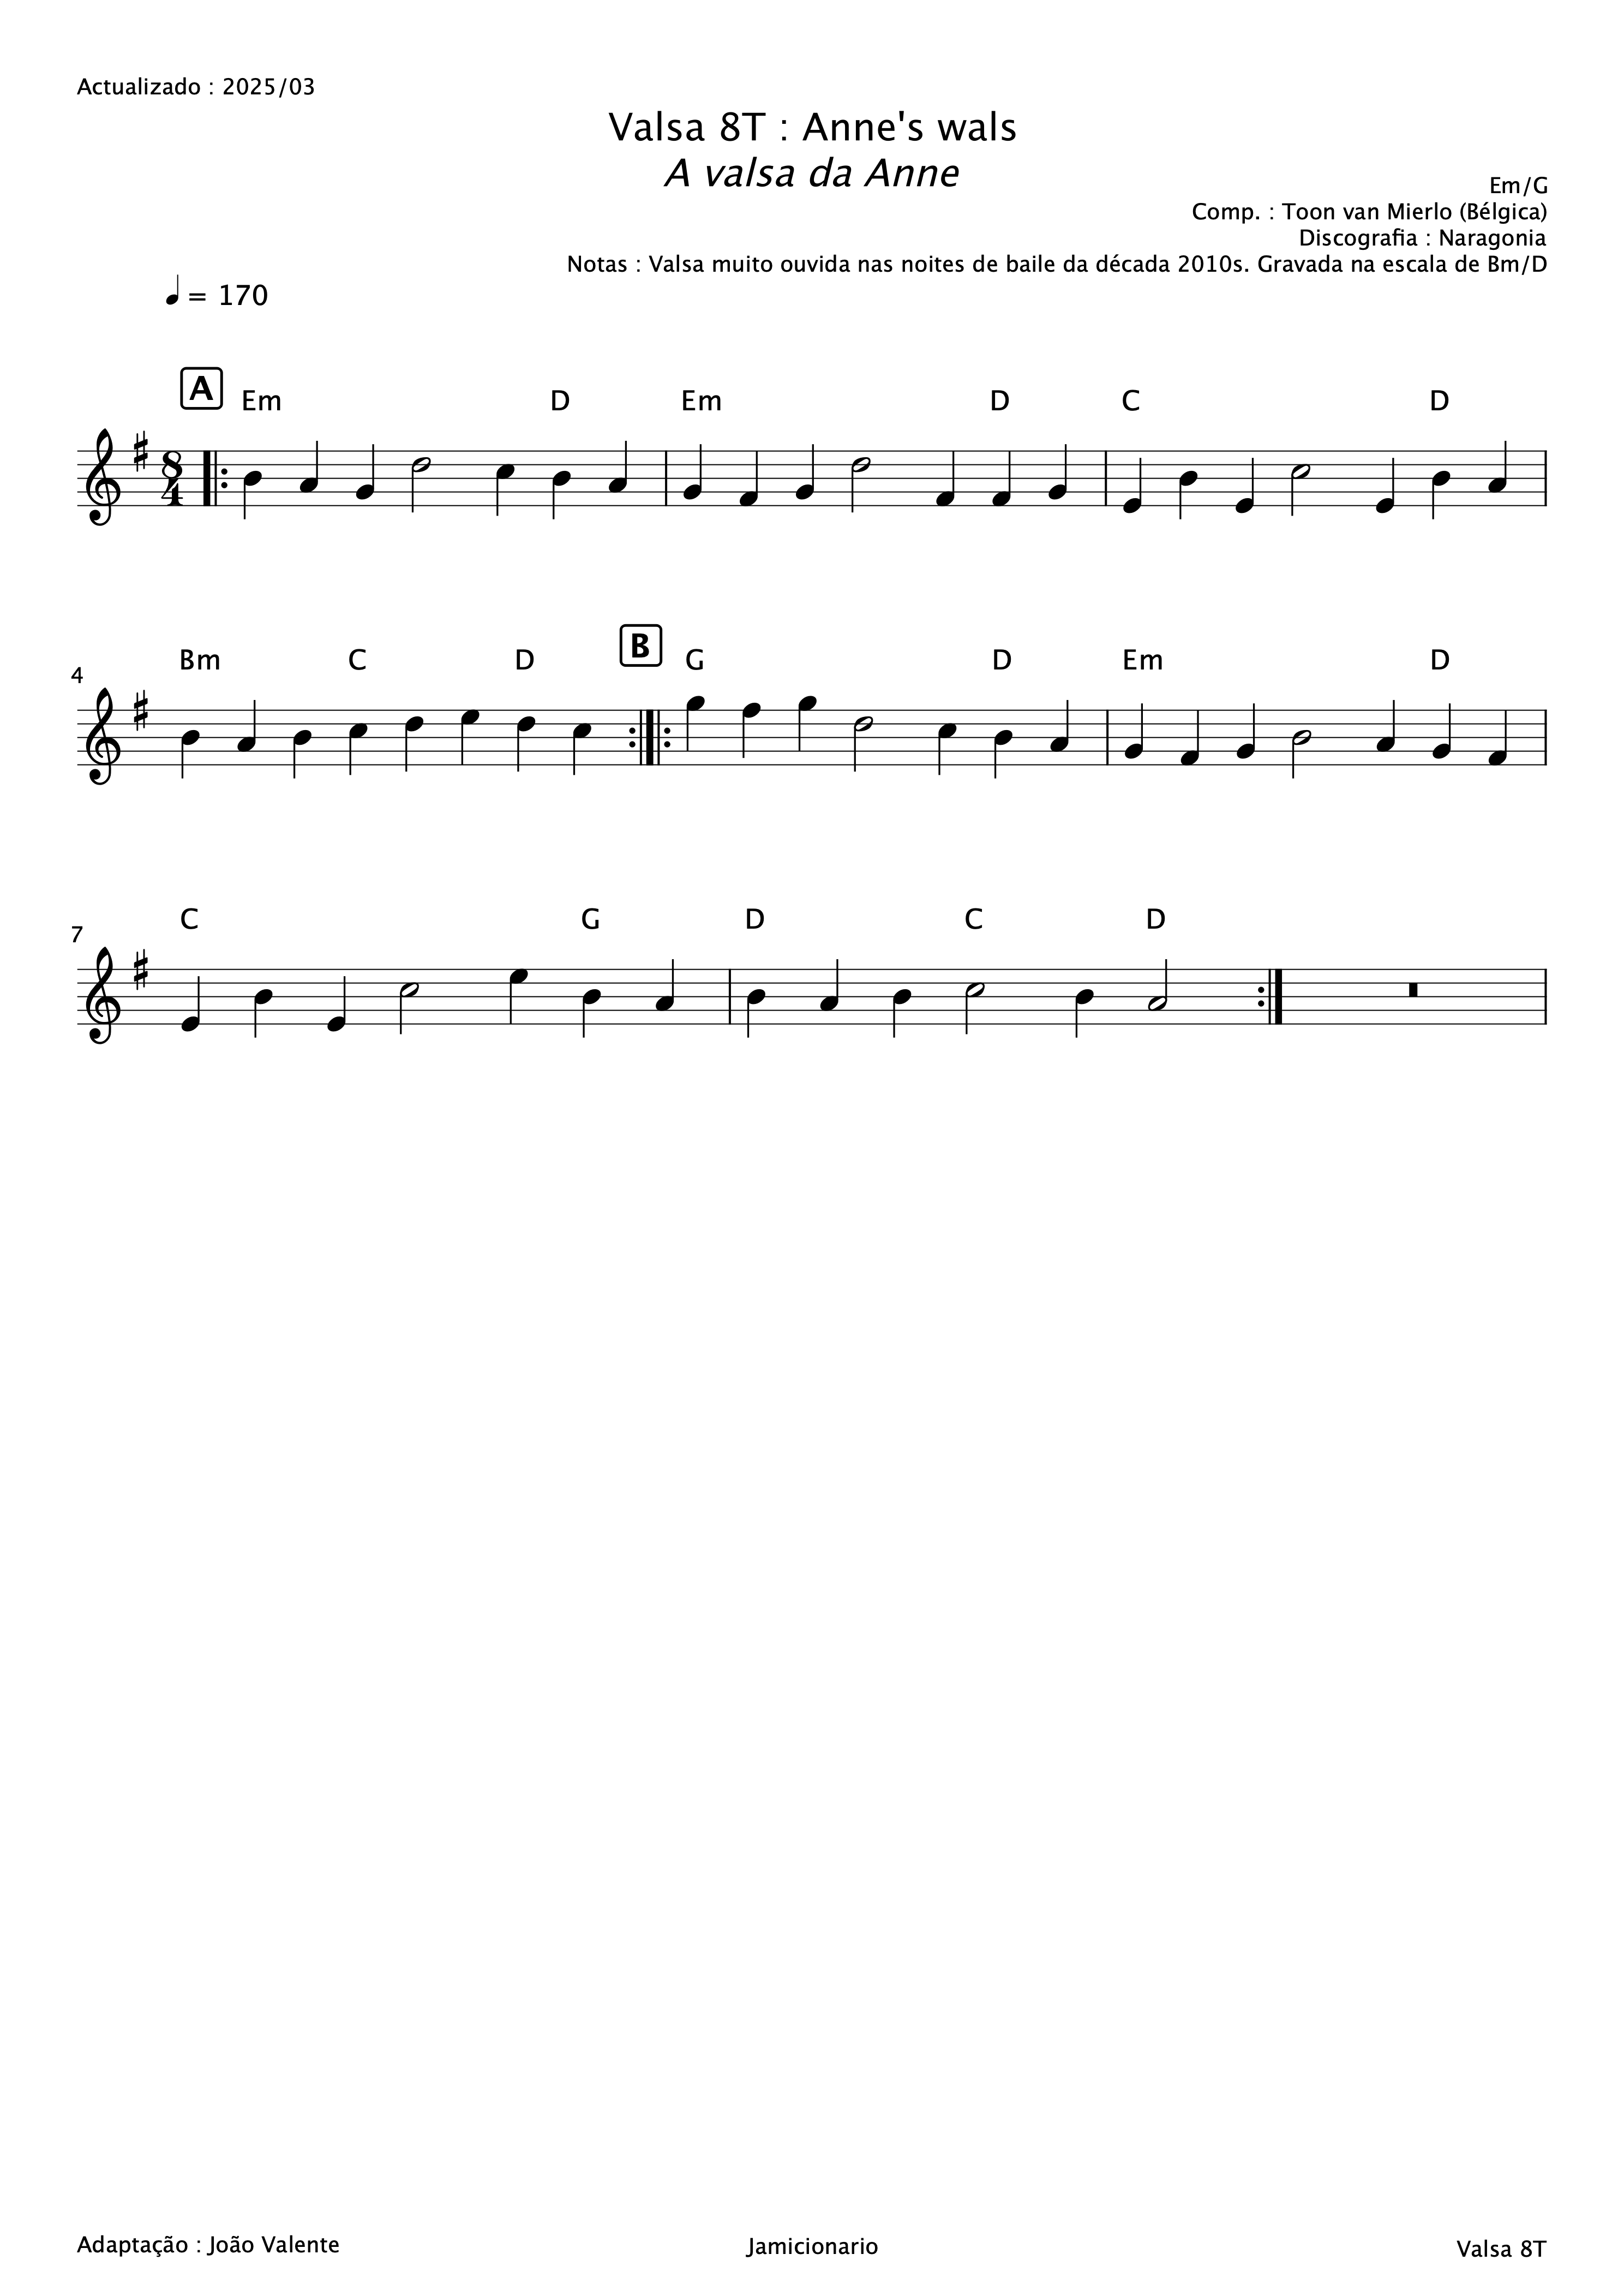 Actualizado : 2025/03
Valsa 8T : Anne's wals
A valsa da Anne
Em/G
Comp. : Toon van Mierlo (Bélgica)
Discografia : Naragonia
Notas : Valsa muito ouvida nas noites de baile da década 2010s. Gravada na escala de Bm/D
= 170
A Em D Em D C D
8
4
4 Bm C D B G D Em D
7 C G D C D
Adaptação : João Valente Jamicionario Valsa 8T